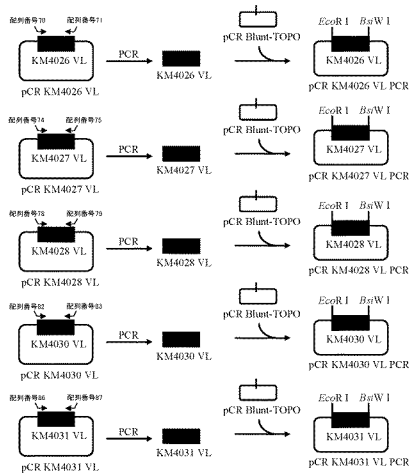 配列番号70 配列番号71
KM4026 VL
pCR KM4026 VL
PCR
KM4026 VL
pCR Blunt-TOPO
EcoR I BsiW I
KM4026 VL
pCR KM4026 VL PCR
配列番号74 配列番号75
KM4027 VL
pCR KM4027 VL
PCR
KM4027 VL
pCR Blunt-TOPO
EcoR I BsiW I
KM4027 VL
pCR KM4027 VL PCR
配列番号78 配列番号79
KM4028 VL
pCR KM4028 VL
PCR
KM4028 VL
pCR Blunt-TOPO
EcoR I BsiW I
KM4028 VL
pCR KM4028 VL PCR
配列番号82 配列番号83
KM4030 VL
pCR KM4030 VL
PCR
KM4030 VL
pCR Blunt-TOPO
EcoR I BsiW I
KM4030 VL
pCR KM4030 VL PCR
配列番号86 配列番号87
KM4031 VL
pCR KM4031 VL
PCR
KM4031 VL
pCR Blunt-TOPO
EcoR I BsiW I
KM4031 VL
pCR KM4031 VL PCR